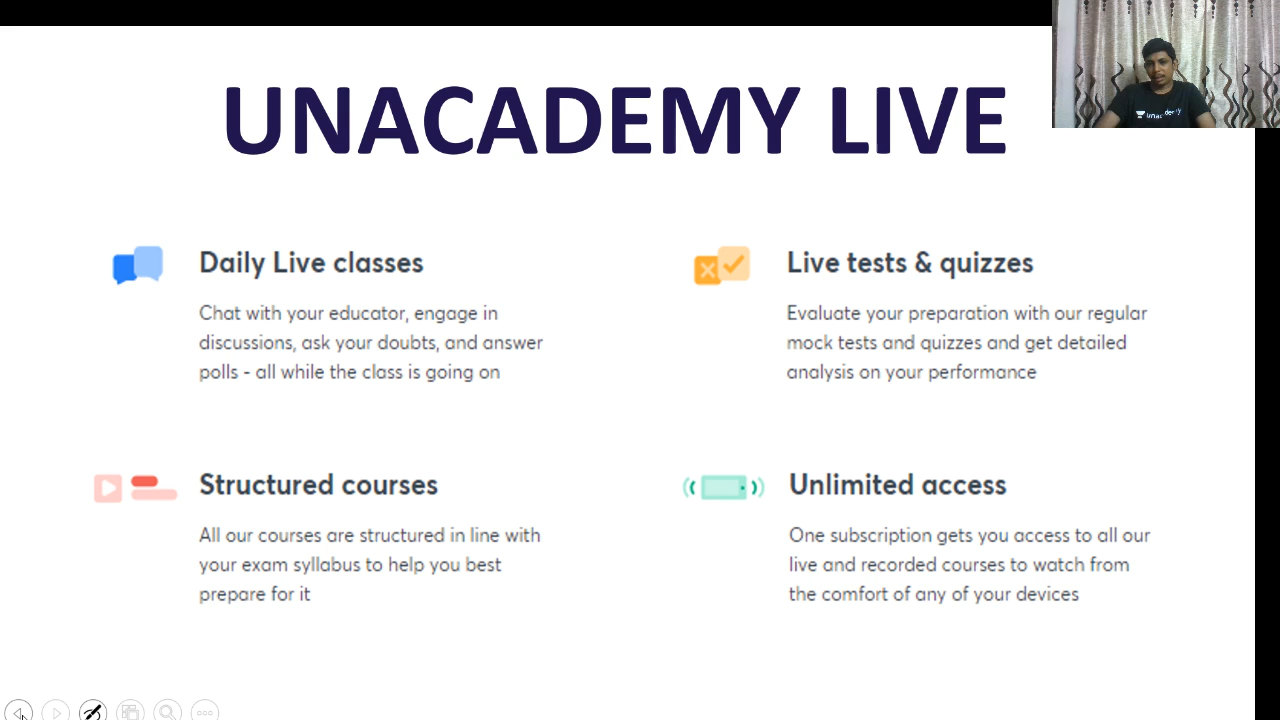 UNACADEMY LIVE
unacademy
Daily Live classes
Chat with your educator, engage in
discussions, ask your doubts, and answer
polls - all while the class is going on
Live tests & quizzes
Evaluate your preparation with our regular
mock tests and quizzes and get detailed
analysis on your performance
Structured courses
All our courses are structured in line with
your exam syllabus to help you best
prepare for it
Unlimited access
One subscription gets you access to all our
live and recorded courses to watch from
the comfort of any of your devices